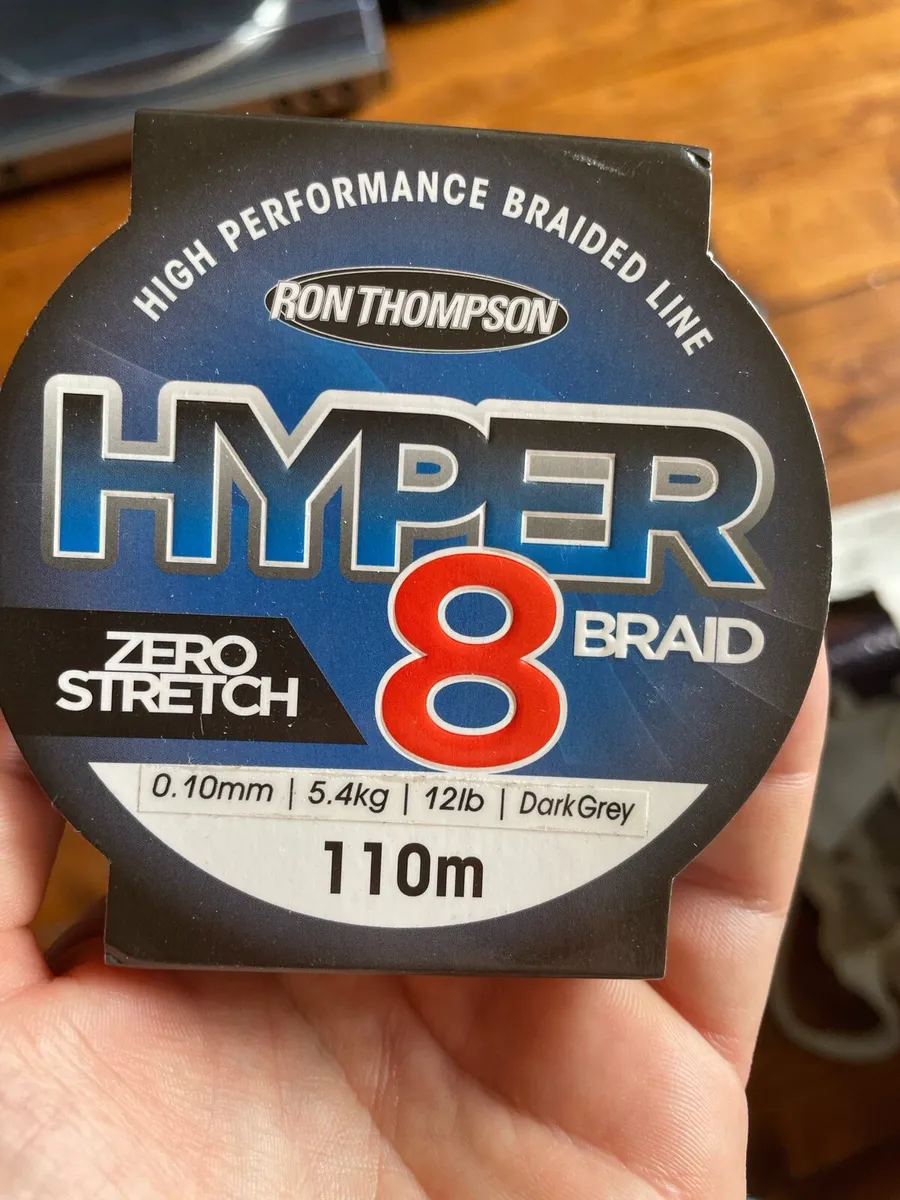 HIGH PERFORMANCE BRAIDED LINE
RON THOMPSON
HYPER
8 BRAID
ZERO
STRETCH
0.10mm | 5.4kg | 12lb | DarkGrey
110m